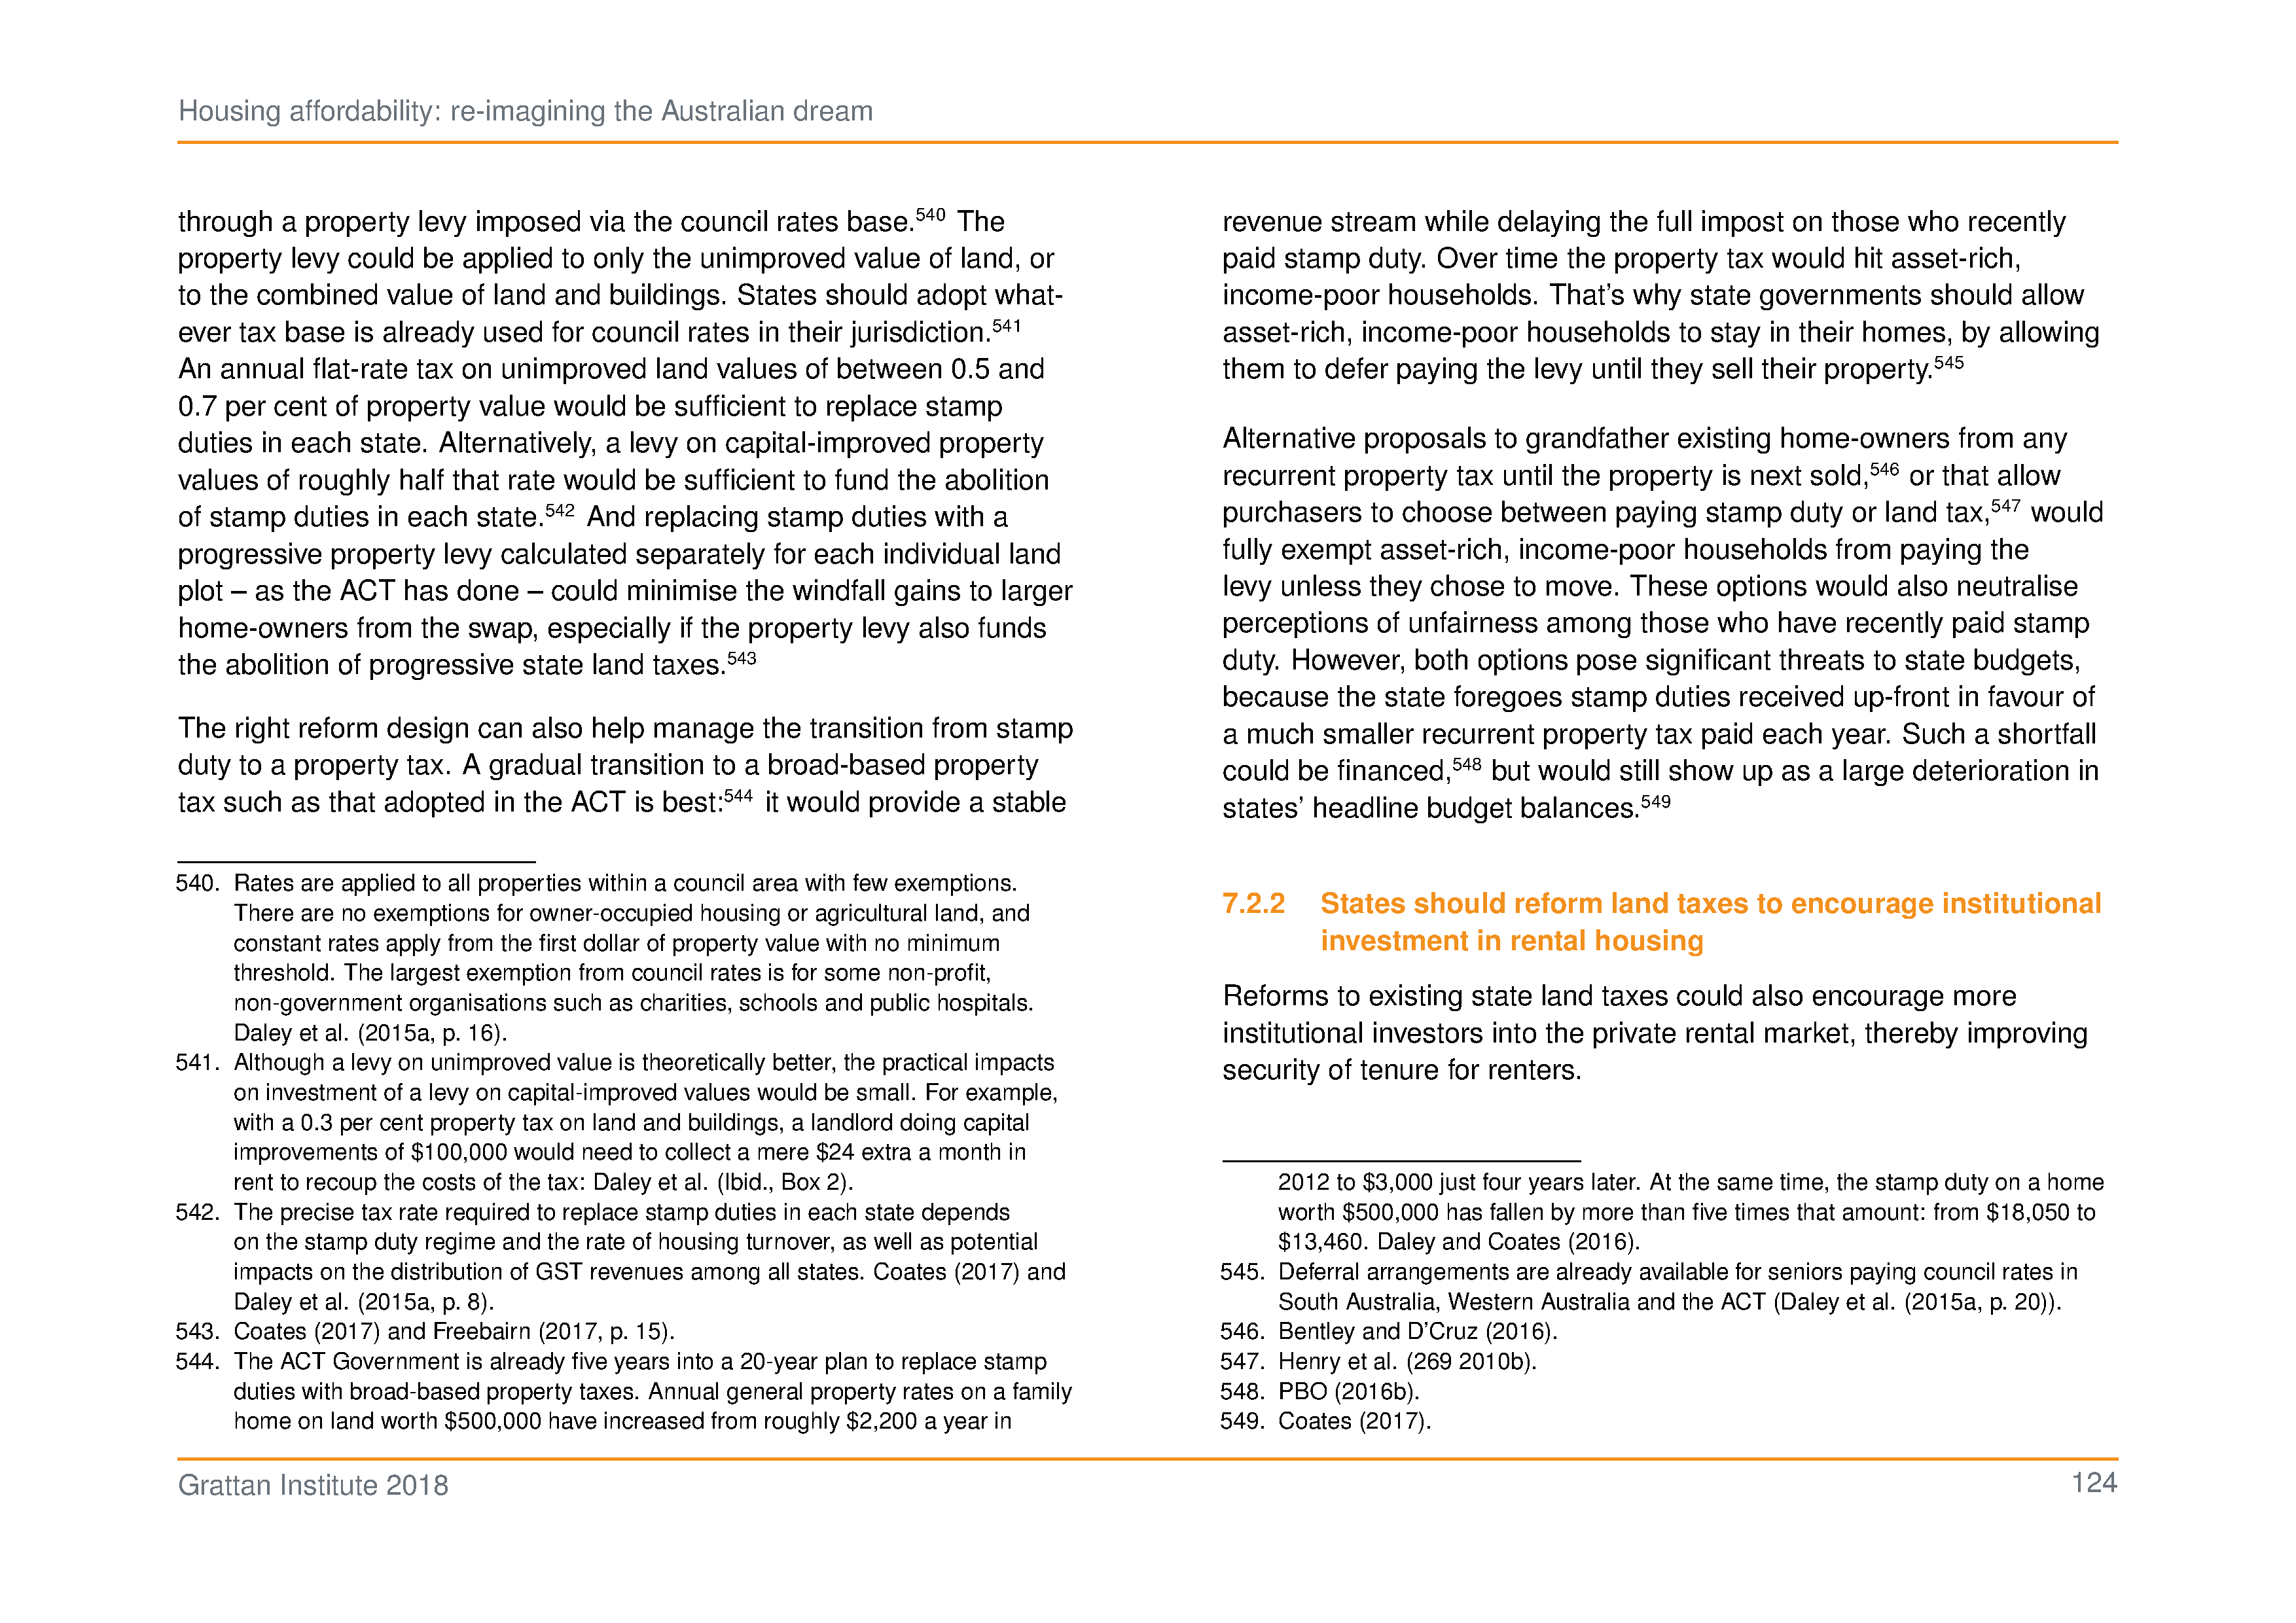 Housing affordability: re-imagining the Australian dream
through a property levy imposed via the council rates base.540 The
property levy could be applied to only the unimproved value of land, or
to the combined value of land and buildings. States should adopt what-
ever tax base is already used for council rates in their jurisdiction.541
An annual flat-rate tax on unimproved land values of between 0.5 and
0.7 per cent of property value would be sufficient to replace stamp
duties in each state. Alternatively, a levy on capital-improved property
values of roughly half that rate would be sufficient to fund the abolition
of stamp duties in each state.542 And replacing stamp duties with a
progressive property levy calculated separately for each individual land
plot – as the ACT has done – could minimise the windfall gains to larger
home-owners from the swap, especially if the property levy also funds
the abolition of progressive state land taxes.543
The right reform design can also help manage the transition from stamp
duty to a property tax. A gradual transition to a broad-based property
tax such as that adopted in the ACT is best:544 it would provide a stable
540. Rates are applied to all properties within a council area with few exemptions.
There are no exemptions for owner-occupied housing or agricultural land, and
constant rates apply from the first dollar of property value with no minimum
threshold. The largest exemption from council rates is for some non-profit,
non-government organisations such as charities, schools and public hospitals.
Daley et al. (2015a, p. 16).
541. Although a levy on unimproved value is theoretically better, the practical impacts
on investment of a levy on capital-improved values would be small. For example,
with a 0.3 per cent property tax on land and buildings, a landlord doing capital
improvements of $100,000 would need to collect a mere $24 extra a month in
rent to recoup the costs of the tax: Daley et al. (Ibid., Box 2).
542. The precise tax rate required to replace stamp duties in each state depends
on the stamp duty regime and the rate of housing turnover, as well as potential
impacts on the distribution of GST revenues among all states. Coates (2017) and
Daley et al. (2015a, p. 8).
543. Coates (2017) and Freebairn (2017, p. 15).
544. The ACT Government is already five years into a 20-year plan to replace stamp
duties with broad-based property taxes. Annual general property rates on a family
home on land worth $500,000 have increased from roughly $2,200 a year in
revenue stream while delaying the full impost on those who recently
paid stamp duty. Over time the property tax would hit asset-rich,
income-poor households. That's why state governments should allow
asset-rich, income-poor households to stay in their homes, by allowing
them to defer paying the levy until they sell their property.545
Alternative proposals to grandfather existing home-owners from any
recurrent property tax until the property is next sold,546 or that allow
purchasers to choose between paying stamp duty or land tax,547 would
fully exempt asset-rich, income-poor households from paying the
levy unless they chose to move. These options would also neutralise
perceptions of unfairness among those who have recently paid stamp
duty. However, both options pose significant threats to state budgets,
because the state foregoes stamp duties received up-front in favour of
a much smaller recurrent property tax paid each year. Such a shortfall
could be financed,548 but would still show up as a large deterioration in
states' headline budget balances.549
7.2.2 States should reform land taxes to encourage institutional
investment in rental housing
Reforms to existing state land taxes could also encourage more
institutional investors into the private rental market, thereby improving
security of tenure for renters.
2012 to $3,000 just four years later. At the same time, the stamp duty on a home
worth $500,000 has fallen by more than five times that amount: from $18,050 to
$13,460. Daley and Coates (2016).
545. Deferral arrangements are already available for seniors paying council rates in
South Australia, Western Australia and the ACT (Daley et al. (2015a, p. 20)).
546. Bentley and D'Cruz (2016).
547. Henry et al. (269 2010b).
548. PBO (2016b).
549. Coates (2017).
Grattan Institute 2018
124